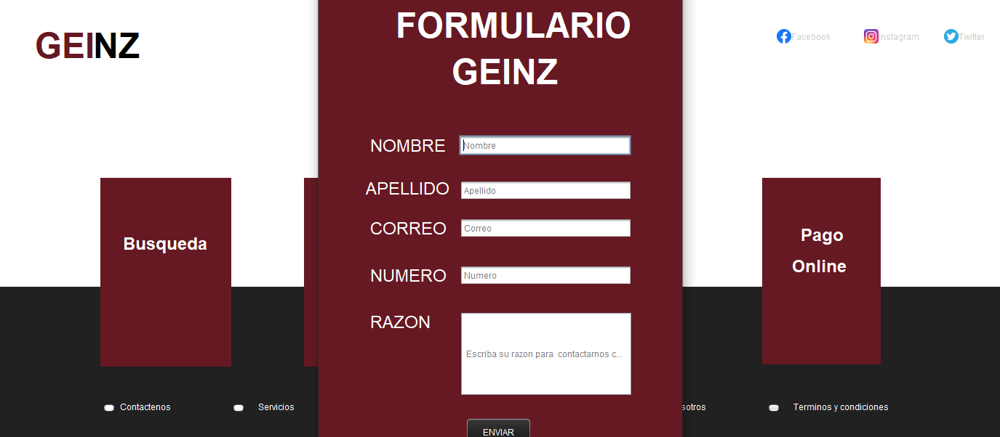 GEINZ
FORMULARIO
GEINZ
Facebook
Instagram
Twitter
NOMBRE
Nombre
APELLIDO
Apellido
CORREO
Correo
NUMERO
Numero
RAZON
Escriba su razon para  contactarnos c...
ENVIAR
Busqueda
Pago
Online
Contactenos
Servicios
sotros
Terminos y condiciones